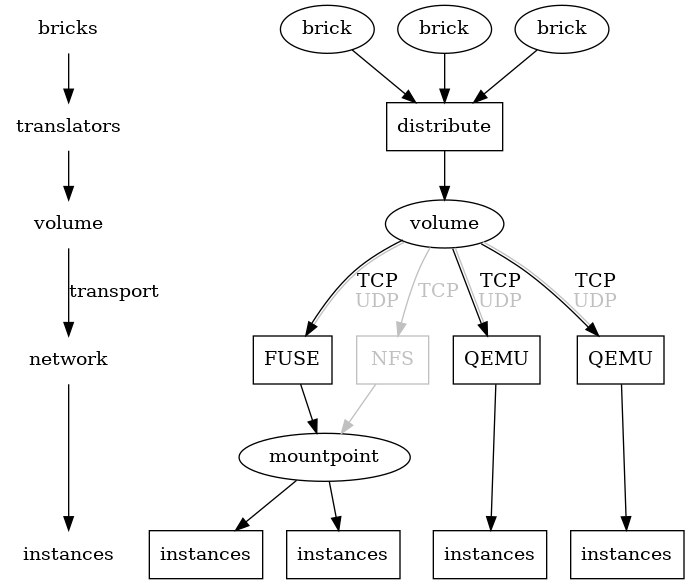 bricks
brick brick brick
translators
distribute
volume
volume
transport
TCP TCP TCP TCP
UDP UDP UDP
network
FUSE NFS QEMU QEMU
mountpoint
instances
instances instances instances instances